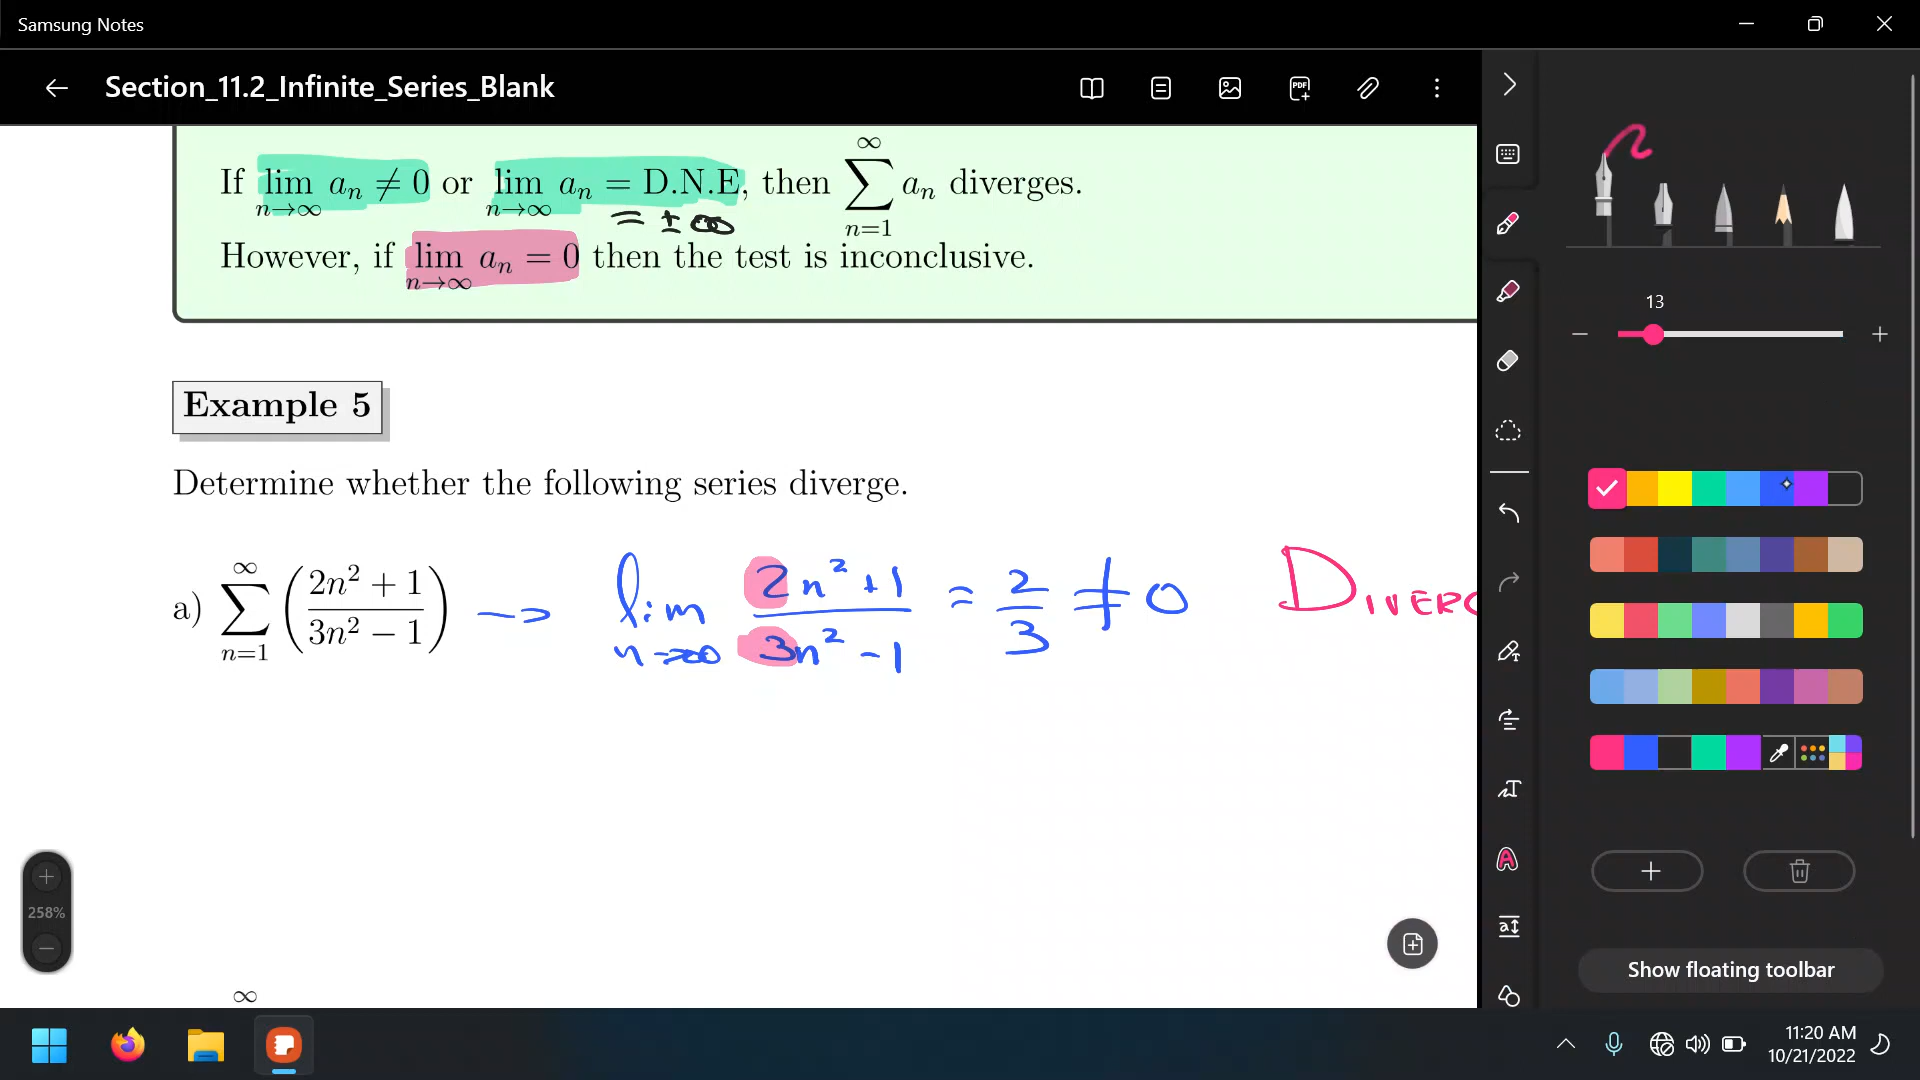 Samsung Notes
Section_11.2_Infinite_Series_Blank
If lim_{n→∞} a_n ≠ 0 or lim_{n→∞} a_n = D.N.E, then ∑_{n=1}^{∞} a_n diverges.
= ± ∞
However, if lim_{n→∞} a_n = 0 then the test is inconclusive.
Example 5
Determine whether the following series diverge.
a) ∑_{n=1}^{∞} ((2n² + 1)/(3n² − 1)) → lim_{n→∞} (2n² + 1)/(3n² − 1) = 2/3 ≠ 0 DIVERG
∞
258%
PDF
13
A
Show floating toolbar
11:20 AM
10/21/2022